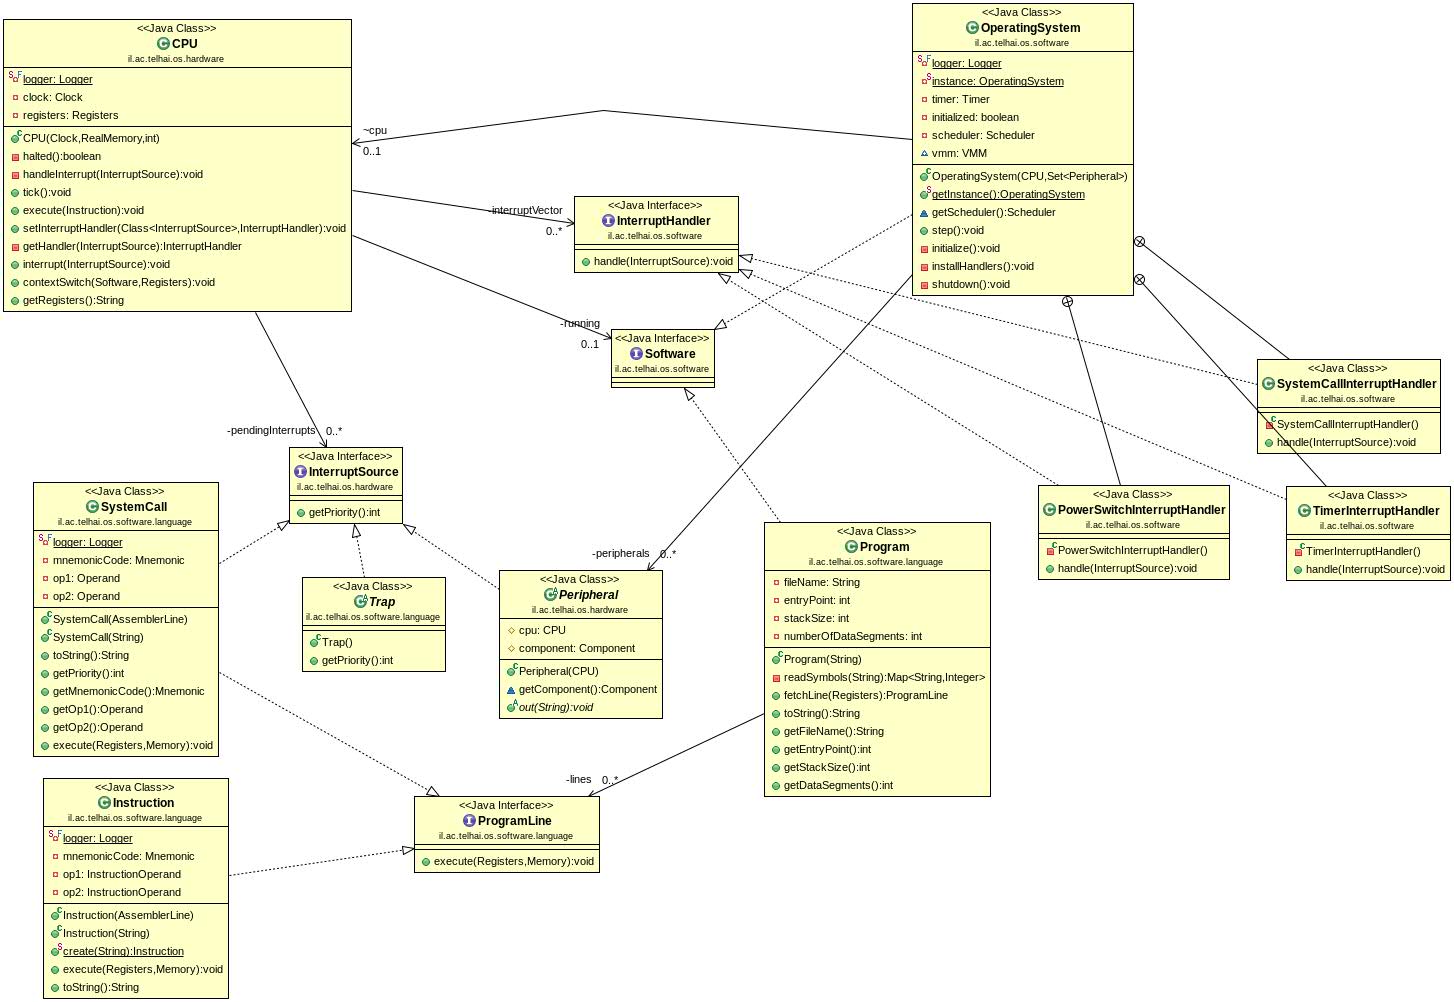 <<Java Class>>
CPU
il.ac.telhai.os.hardware
logger: Logger
clock: Clock
registers: Registers
CPU(Clock,RealMemory,int)
halted():boolean
handleInterrupt(InterruptSource):void
tick():void
execute(Instruction):void
setInterruptHandler(Class<InterruptSource>,InterruptHandler):void
getHandler(InterruptSource):InterruptHandler
interrupt(InterruptSource):void
contextSwitch(Software,Registers):void
getRegisters():String
~cpu
0..1
-interruptVector
0..*
-running
0..1
-pendingInterrupts 0..*
<<Java Class>>
OperatingSystem
il.ac.telhai.os.software
logger: Logger
instance: OperatingSystem
timer: Timer
initialized: boolean
scheduler: Scheduler
vmm: VMM
OperatingSystem(CPU,Set<Peripheral>)
getInstance():OperatingSystem
getScheduler():Scheduler
step():void
initialize():void
installHandlers():void
shutdown():void
<<Java Interface>>
InterruptHandler
il.ac.telhai.os.software
handle(InterruptSource):void
<<Java Interface>>
Software
il.ac.telhai.os.software
<<Java Class>>
SystemCallInterruptHandler
il.ac.telhai.os.software
SystemCallInterruptHandler()
handle(InterruptSource):void
<<Java Interface>>
InterruptSource
il.ac.telhai.os.hardware
getPriority():int
<<Java Class>>
SystemCall
il.ac.telhai.os.software.language
logger: Logger
mnemonicCode: Mnemonic
op1: Operand
op2: Operand
SystemCall(AssemblerLine)
SystemCall(String)
toString():String
getPriority():int
getMnemonicCode():Mnemonic
getOp1():Operand
getOp2():Operand
execute(Registers,Memory):void
<<Java Class>>
Trap
il.ac.telhai.os.software.language
Trap()
getPriority():int
-peripherals 0..*
<<Java Class>>
Peripheral
il.ac.telhai.os.hardware
cpu: CPU
component: Component
Peripheral(CPU)
getComponent():Component
out(String):void
<<Java Class>>
Program
il.ac.telhai.os.software.language
fileName: String
entryPoint: int
stackSize: int
numberOfDataSegments: int
Program(String)
readSymbols(String):Map<String,Integer>
fetchLine(Registers):ProgramLine
toString():String
getFileName():String
getEntryPoint():int
getStackSize():int
getDataSegments():int
<<Java Class>>
PowerSwitchInterruptHandler
il.ac.telhai.os.software
PowerSwitchInterruptHandler()
handle(InterruptSource):void
<<Java Class>>
TimerInterruptHandler
il.ac.telhai.os.software
TimerInterruptHandler()
handle(InterruptSource):void
-lines 0..*
<<Java Interface>>
ProgramLine
il.ac.telhai.os.software.language
execute(Registers,Memory):void
<<Java Class>>
Instruction
il.ac.telhai.os.software.language
logger: Logger
mnemonicCode: Mnemonic
op1: InstructionOperand
op2: InstructionOperand
Instruction(AssemblerLine)
Instruction(String)
create(String):Instruction
execute(Registers,Memory):void
toString():String